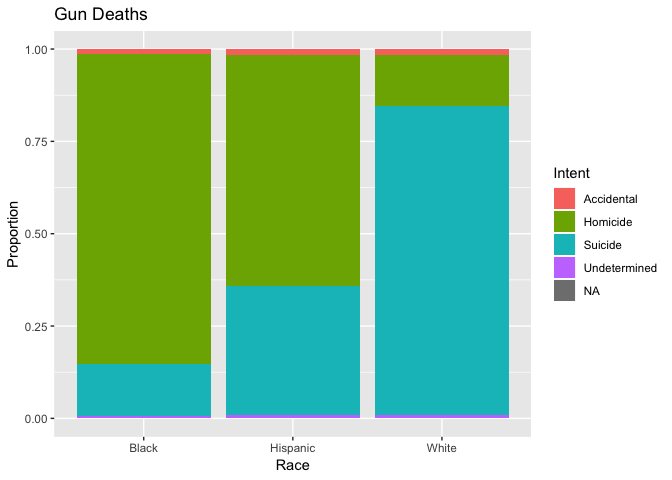 Gun Deaths
1.00
0.75
0.50
0.25
0.00
Proportion
Black Hispanic White
Race
Intent
Accidental
Homicide
Suicide
Undetermined
NA